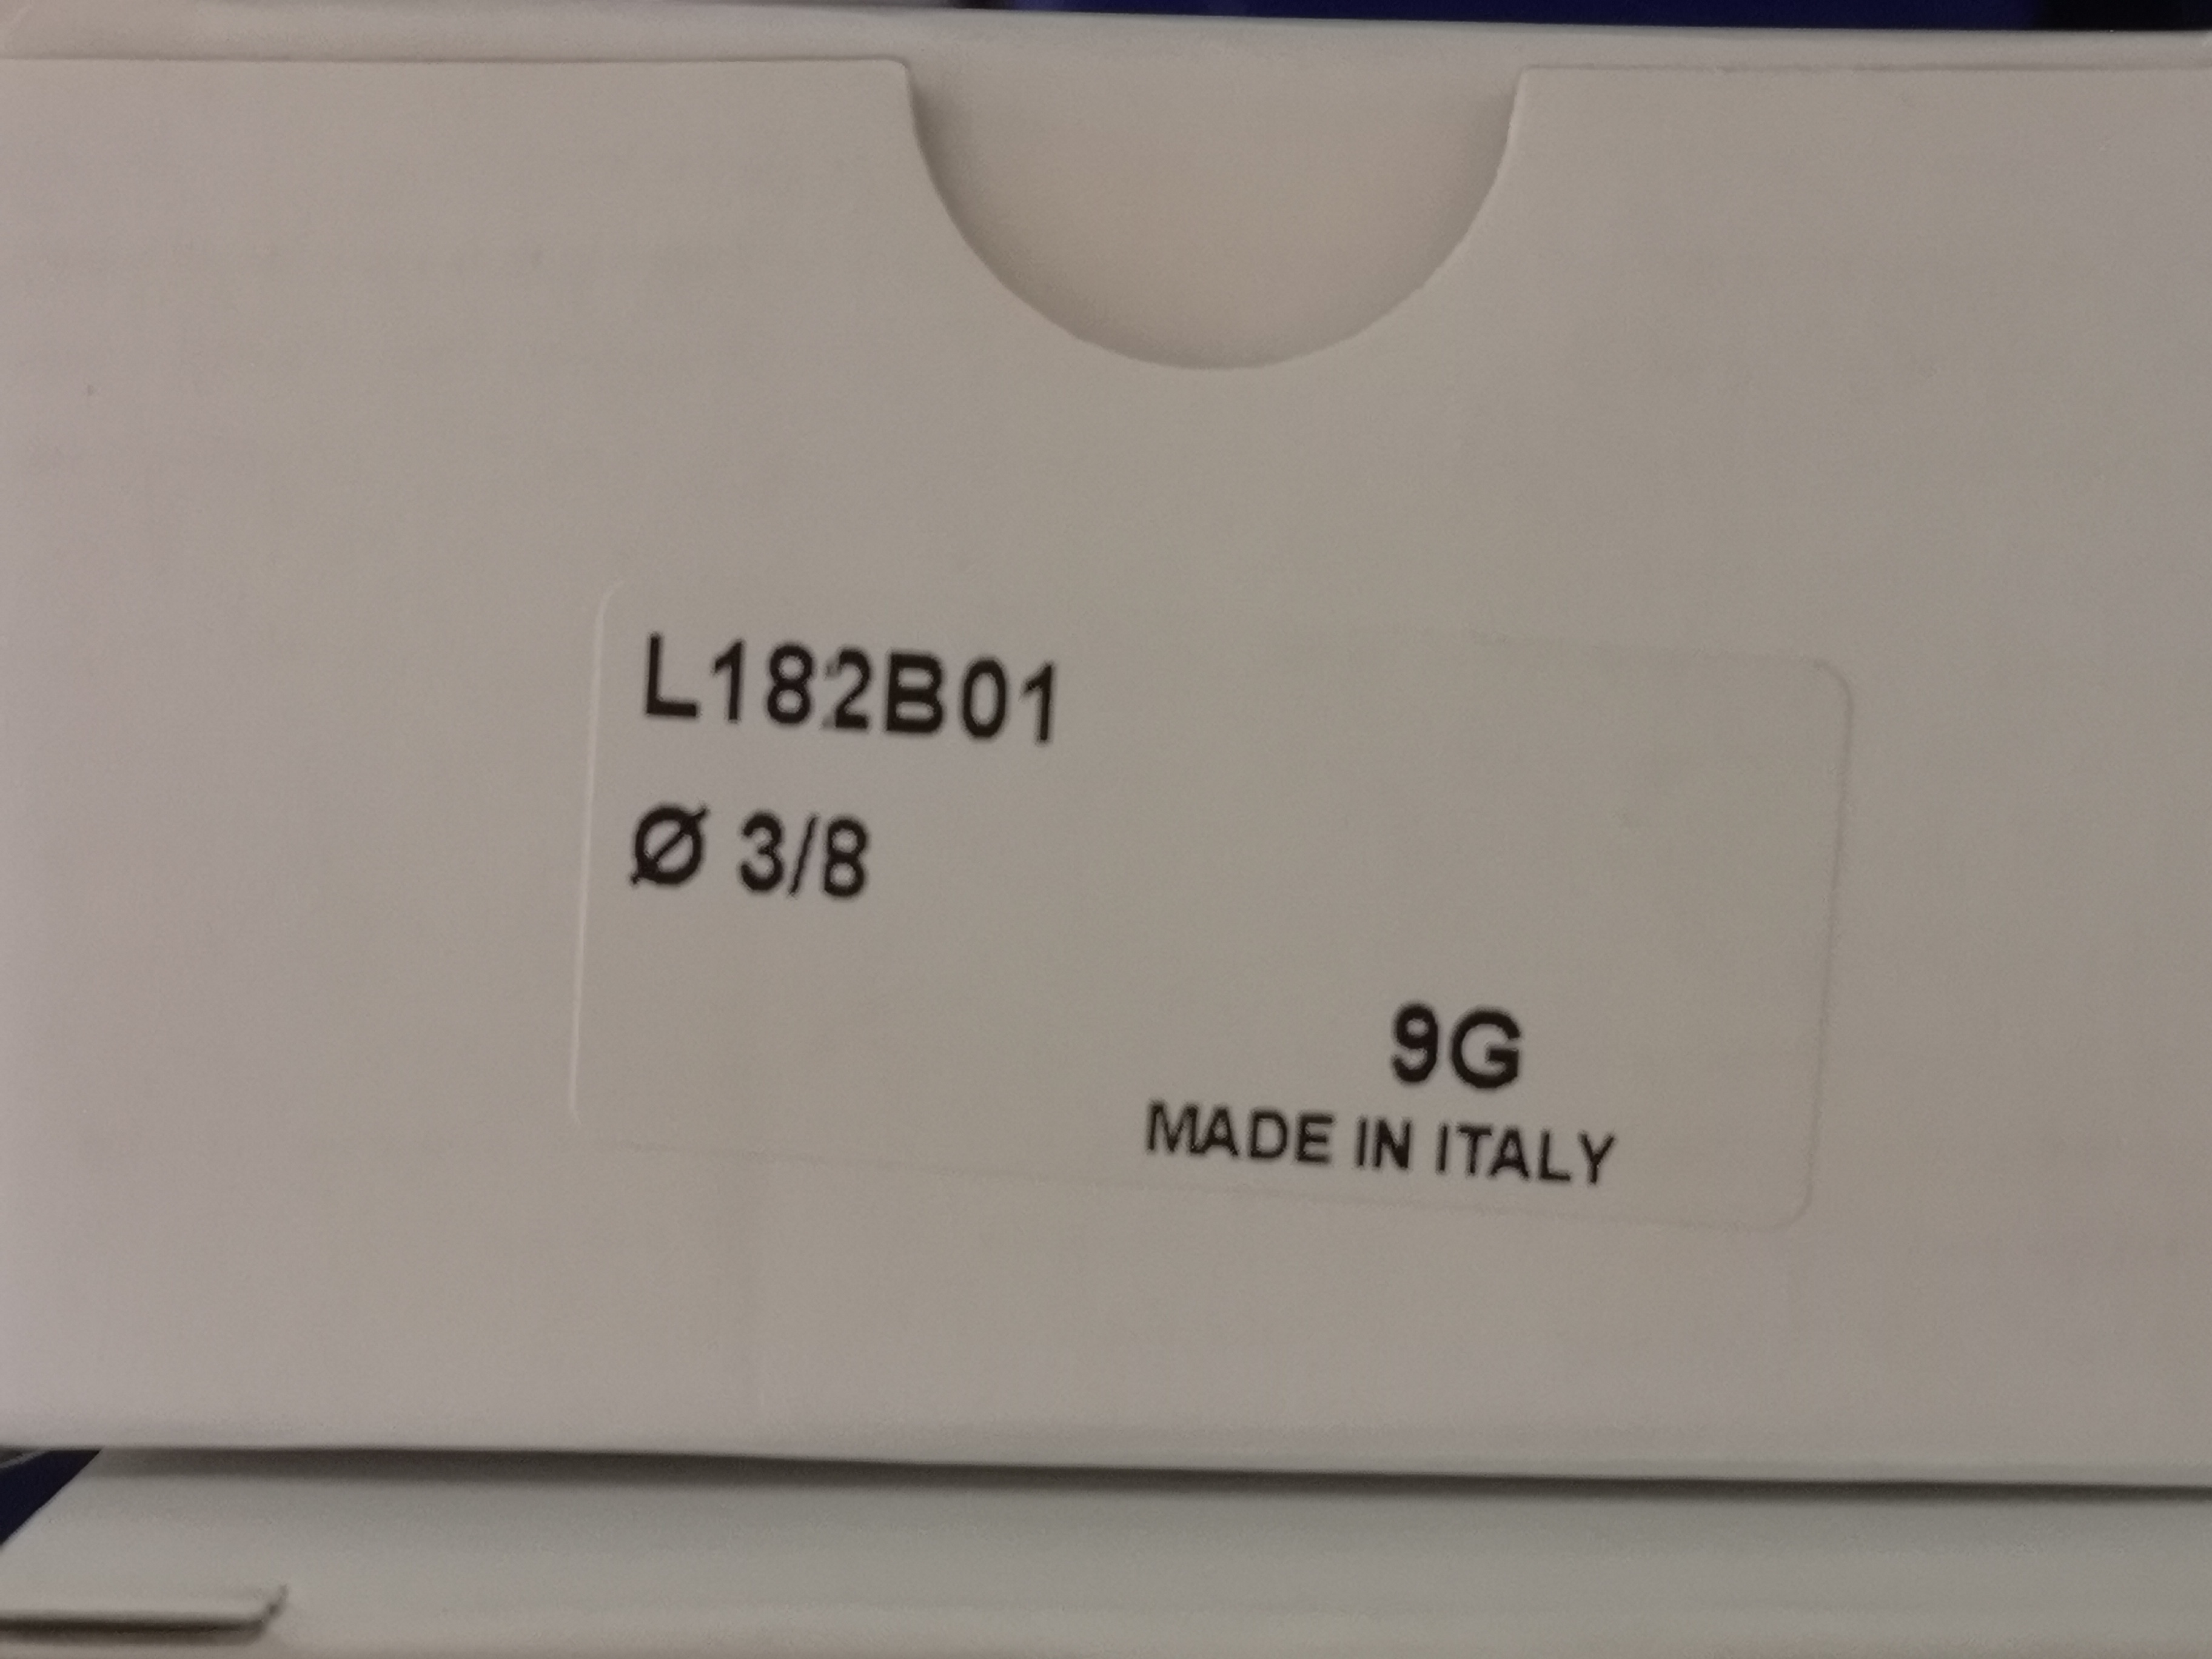 L182B01
Ø 3/8
9G
MADE IN ITALY